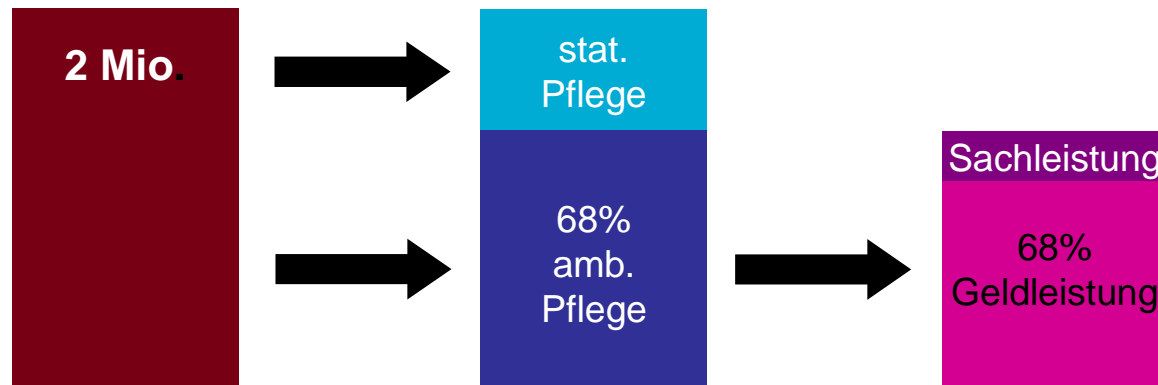 2 Mio.
stat.
Pflege
68%
amb.
Pflege
Sachleistung
68%
Geldleistung